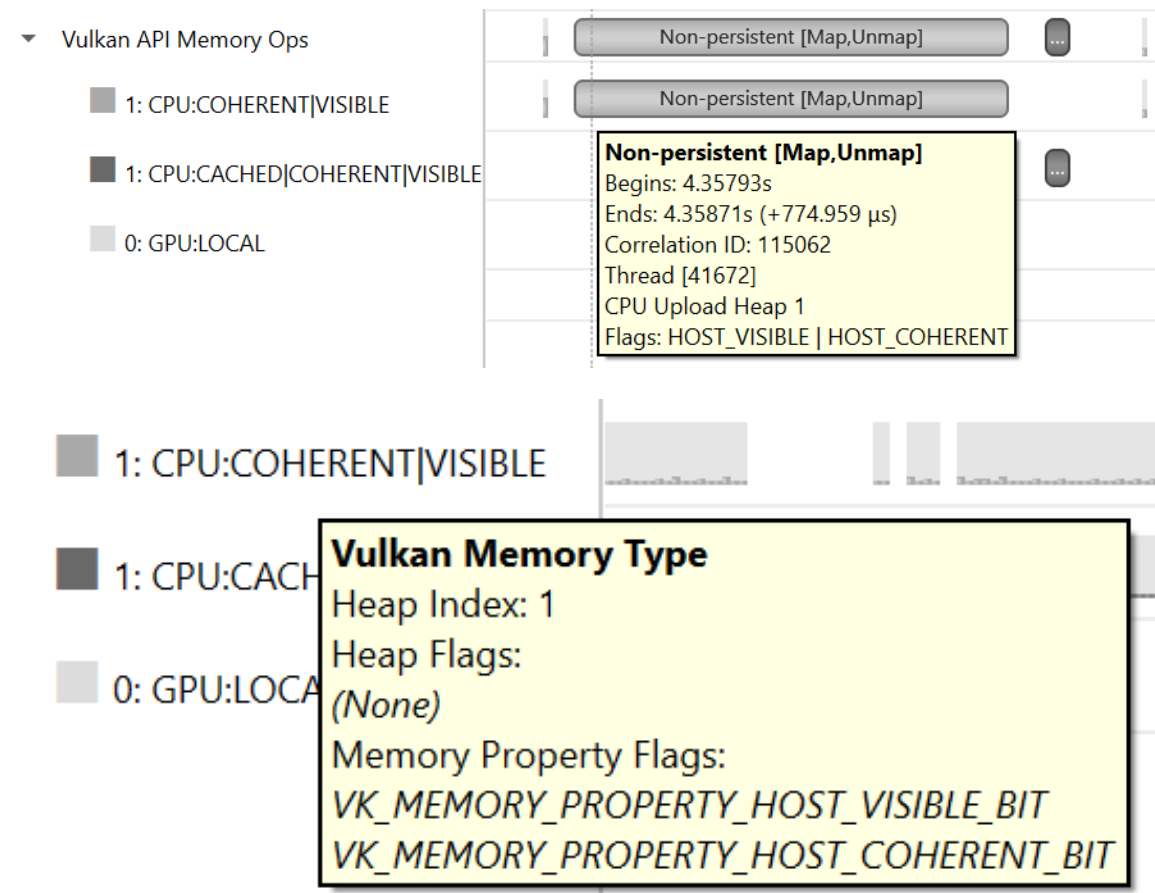 Vulkan API Memory Ops
Non-persistent [Map,Unmap]
...
1: CPU:COHERENT|VISIBLE
Non-persistent [Map,Unmap]
1: CPU:CACHED|COHERENT|VISIBLE
...
0: GPU:LOCAL
Non-persistent [Map,Unmap]
Begins: 4.35793s
Ends: 4.35871s (+774.959 μs)
Correlation ID: 115062
Thread [41672]
CPU Upload Heap 1
Flags: HOST_VISIBLE | HOST_COHERENT
1: CPU:COHERENT|VISIBLE
1: CPU:CACH
0: GPU:LOCA
Vulkan Memory Type
Heap Index: 1
Heap Flags:
(None)
Memory Property Flags:
VK_MEMORY_PROPERTY_HOST_VISIBLE_BIT
VK_MEMORY_PROPERTY_HOST_COHERENT_BIT